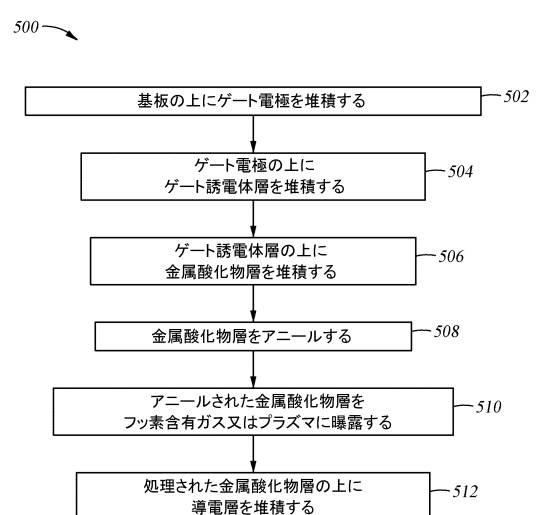 500
基板の上にゲート電極を堆積する
502
ゲート電極の上に
ゲート誘電体層を堆積する
504
ゲート誘電体層の上に
金属酸化物層を堆積する
506
金属酸化物層をアニールする
508
アニールされた金属酸化物層を
フッ素含有ガス又はプラズマに曝露する
510
処理された金属酸化物層の上に
導電層を堆積する
512